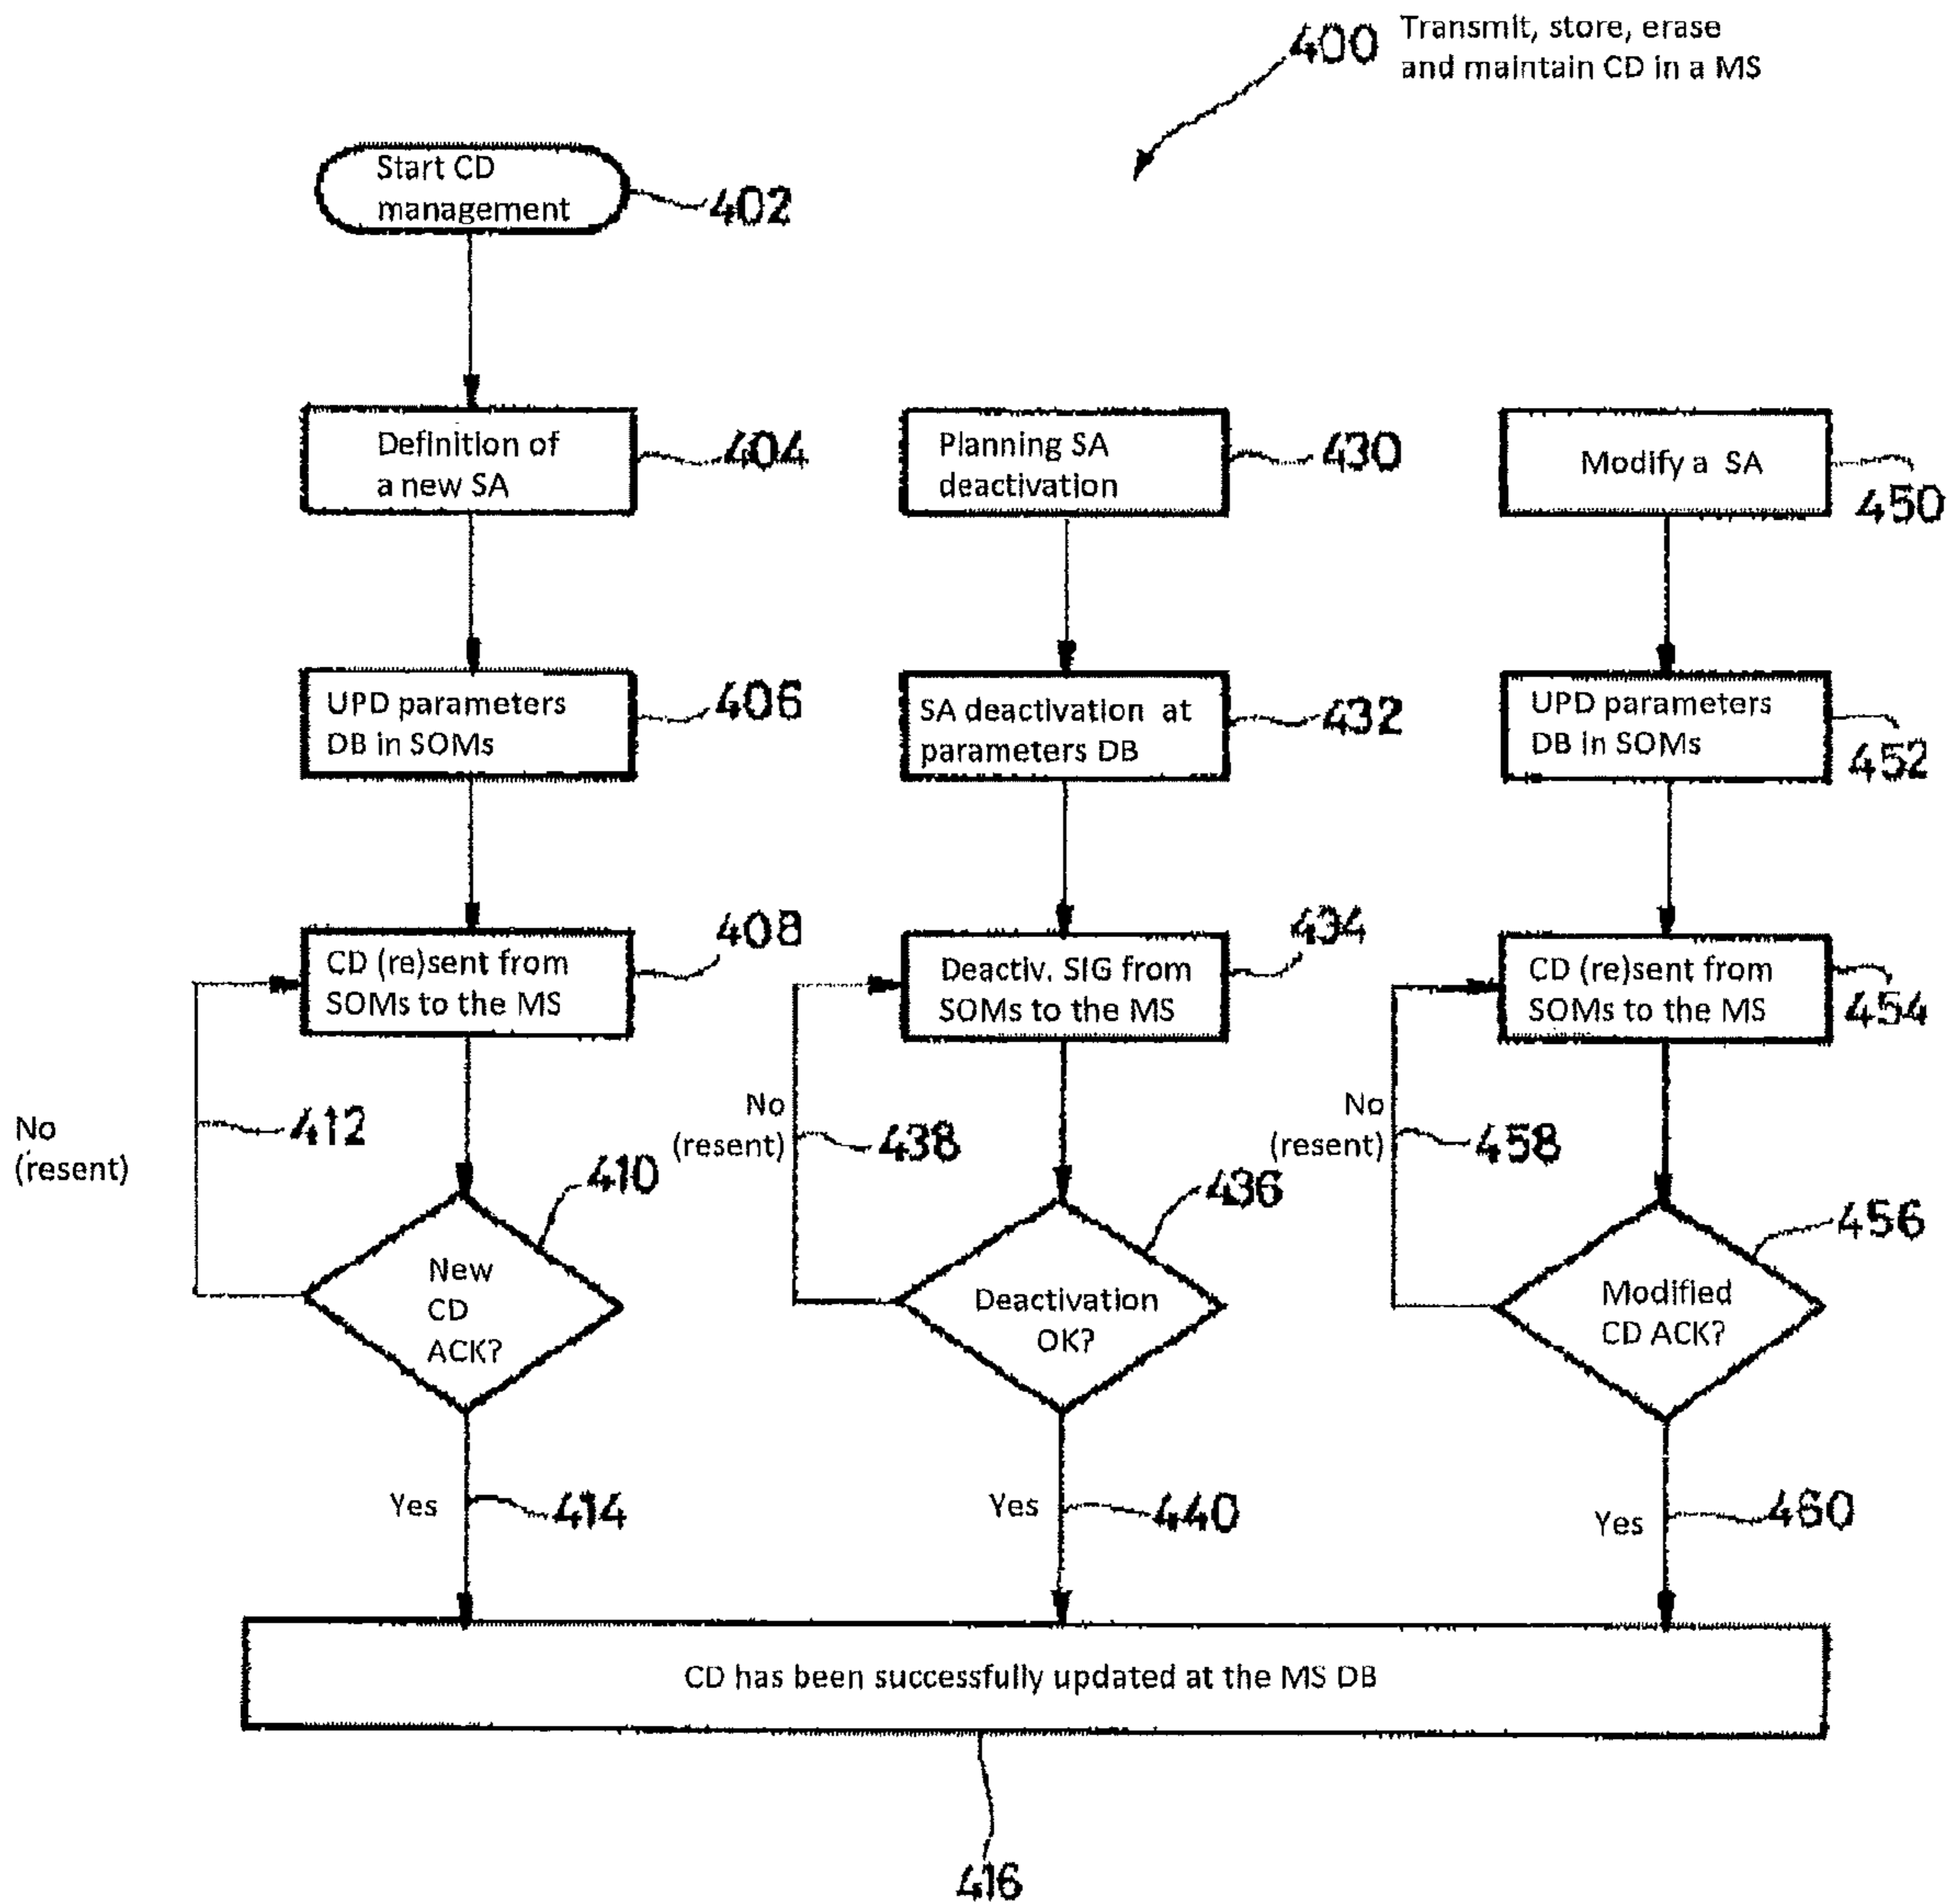 400
Transmit, store, erase
and maintain CD in a MS
Start CD
management
402
Definition of
a new SA
404
Planning SA
deactivation
430
Modify a SA
450
UPD parameters
DB in SOMs
406
SA deactivation at
parameters DB
432
UPD parameters
DB in SOMs
452
CD (re)sent from
SOMs to the MS
408
Deactiv. SIG from
SOMs to the MS
434
CD (re)sent from
SOMs to the MS
454
No
(resent)
412
No
(resent)
438
No
(resent)
458
New
CD
ACK?
410
Deactivation
OK?
436
Modified
CD ACK?
456
Yes
414
Yes
440
Yes
460
CD has been successfully updated at the MS DB
416